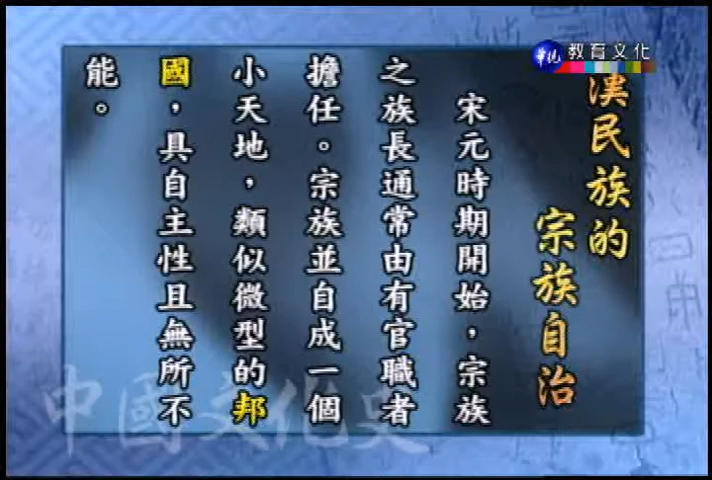 華視 教育文化
漢民族的
宗族自治
宋元時期開始，宗族
之族長通常由有官職者
擔任。宗族並自成一個
小天地，類似微型的邦
國，具自主性且無所不
能。
中國文化史